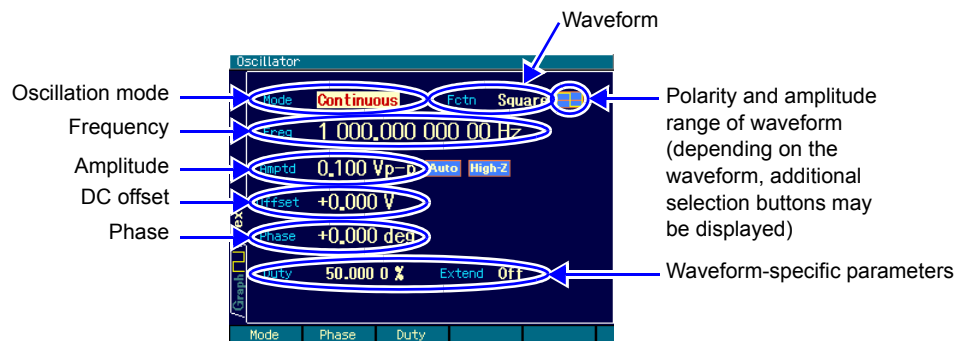 Waveform
Oscillator
Oscillation mode
Mode Continuous Fctn Square
Polarity and amplitude
range of waveform
(depending on the
waveform, additional
selection buttons may
be displayed)
Frequency
Freq 1 000.000 000 00 Hz
Amplitude
Amptd 0.100 Vp-p Auto High-Z
DC offset
Offset +0.000 V
Phase
Phase +0.000 deg
Duty 50.000 0 % Extend Off
Waveform-specific parameters
/Graph
Mode Phase Duty